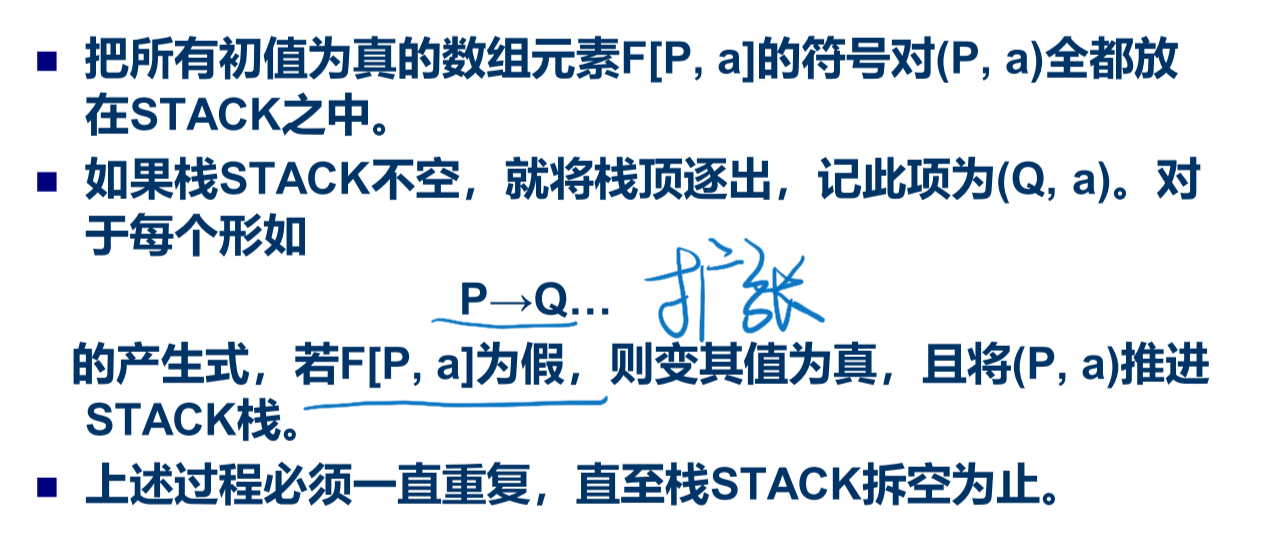 把所有初值为真的数组元素F[P, a]的符号对(P, a)全都放
在STACK之中。
如果栈STACK不空，就将栈顶逐出，记此项为(Q, a)。对
于每个形如
P→Q… 扩张
的产生式，若F[P, a]为假，则变其值为真，且将(P, a)推进
STACK栈。
上述过程必须一直重复，直至栈STACK拆空为止。